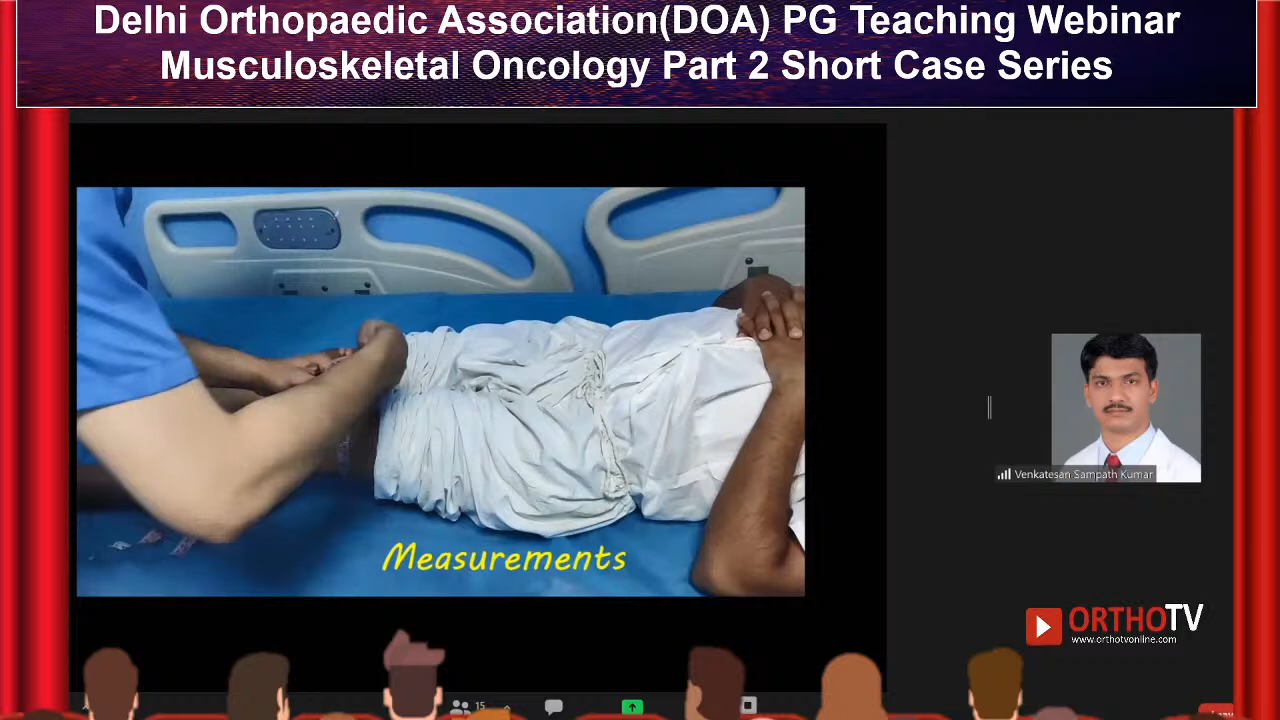 Delhi Orthopaedic Association(DOA) PG Teaching Webinar
Musculoskeletal Oncology Part 2 Short Case Series
Measurements
Venkatesan Sampath Kumar
ORTHOTV
www.orthotvonline.com
15